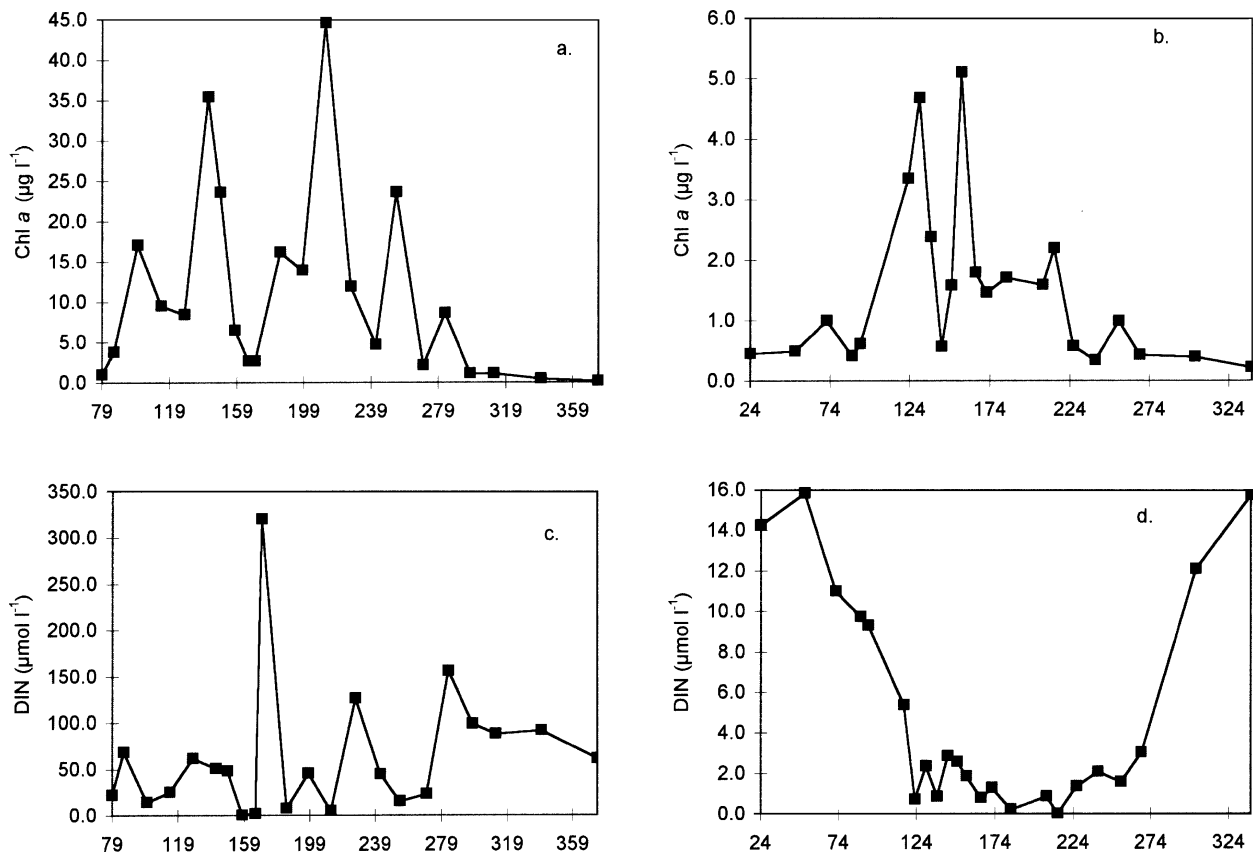 45.0
40.0
35.0
30.0
25.0
20.0
15.0
10.0
5.0
0.0
Chl a (µg l⁻¹)
a.
79 119 159 199 239 279 319 359
6.0
5.0
4.0
3.0
2.0
1.0
0.0
Chl a (µg l⁻¹)
b.
24 74 124 174 224 274 324
350.0
300.0
250.0
200.0
150.0
100.0
50.0
0.0
DIN (µmol l⁻¹)
c.
79 119 159 199 239 279 319 359
16.0
14.0
12.0
10.0
8.0
6.0
4.0
2.0
0.0
DIN (µmol l⁻¹)
d.
24 74 124 174 224 274 324